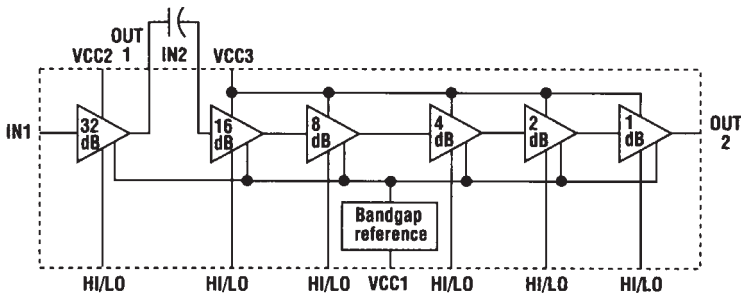 OUT
1
IN2
VCC2
VCC3
IN1
32
dB
16
dB
8
dB
4
dB
2
dB
1
dB
OUT
2
Bandgap
reference
HI/LO
HI/LO
HI/LO
VCC1
HI/LO
HI/LO
HI/LO